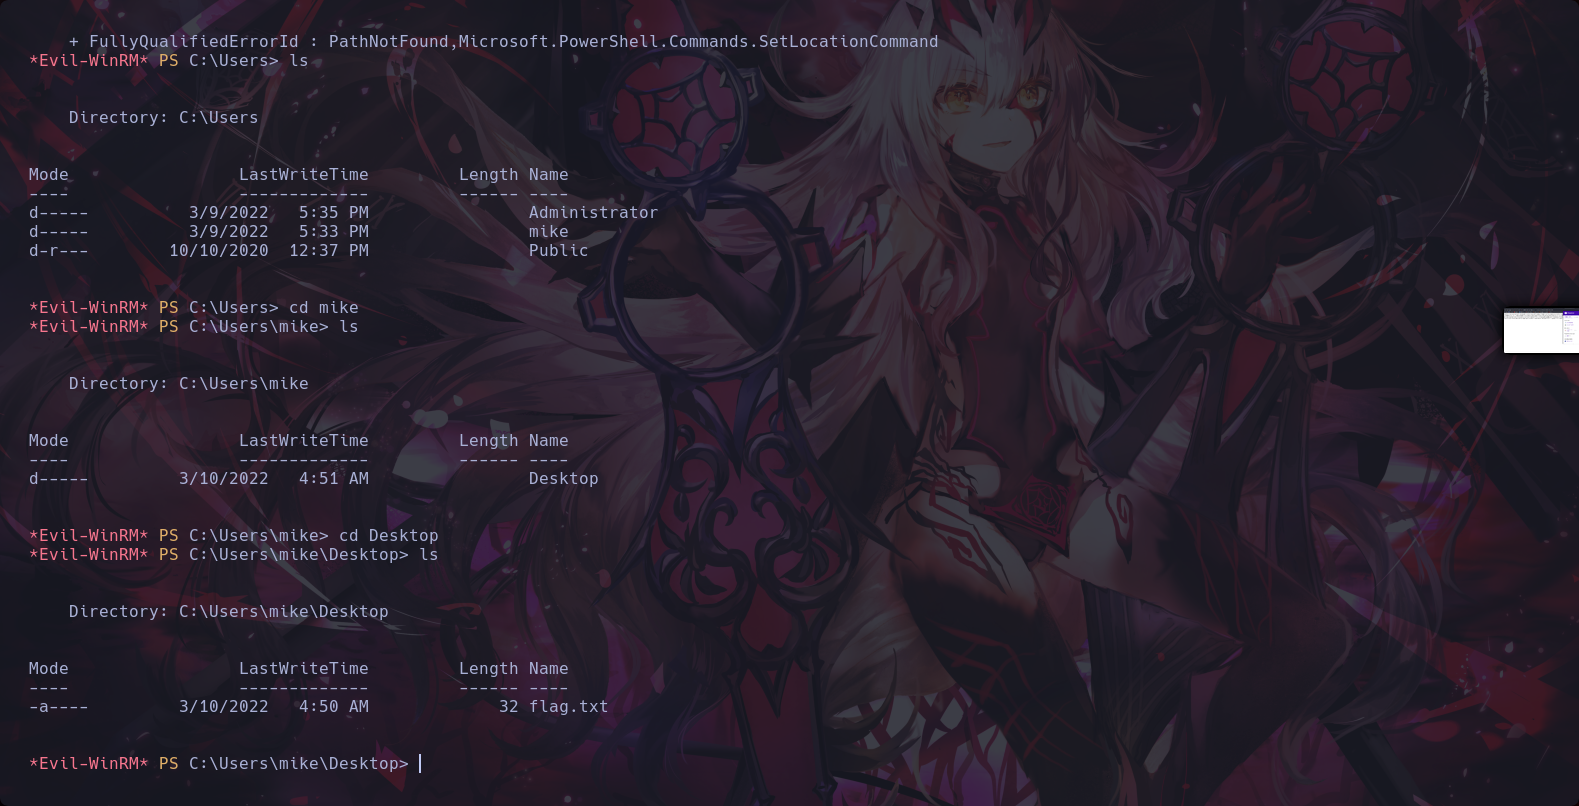 + FullyQualifiedErrorId : PathNotFound,Microsoft.PowerShell.Commands.SetLocationCommand
*Evil-WinRM* PS C:\Users> ls
Directory: C:\Users
Mode                 LastWriteTime         Length Name
----                 -------------         ------ ----
d-----          3/9/2022   5:35 PM                Administrator
d-----          3/9/2022   5:33 PM                mike
d-r---        10/10/2020  12:37 PM                Public
*Evil-WinRM* PS C:\Users> cd mike
*Evil-WinRM* PS C:\Users\mike> ls
Directory: C:\Users\mike
Mode                 LastWriteTime         Length Name
----                 -------------         ------ ----
d-----         3/10/2022   4:51 AM                Desktop
*Evil-WinRM* PS C:\Users\mike> cd Desktop
*Evil-WinRM* PS C:\Users\mike\Desktop> ls
Directory: C:\Users\mike\Desktop
Mode                 LastWriteTime         Length Name
----                 -------------         ------ ----
-a----         3/10/2022   4:50 AM             32 flag.txt
*Evil-WinRM* PS C:\Users\mike\Desktop>